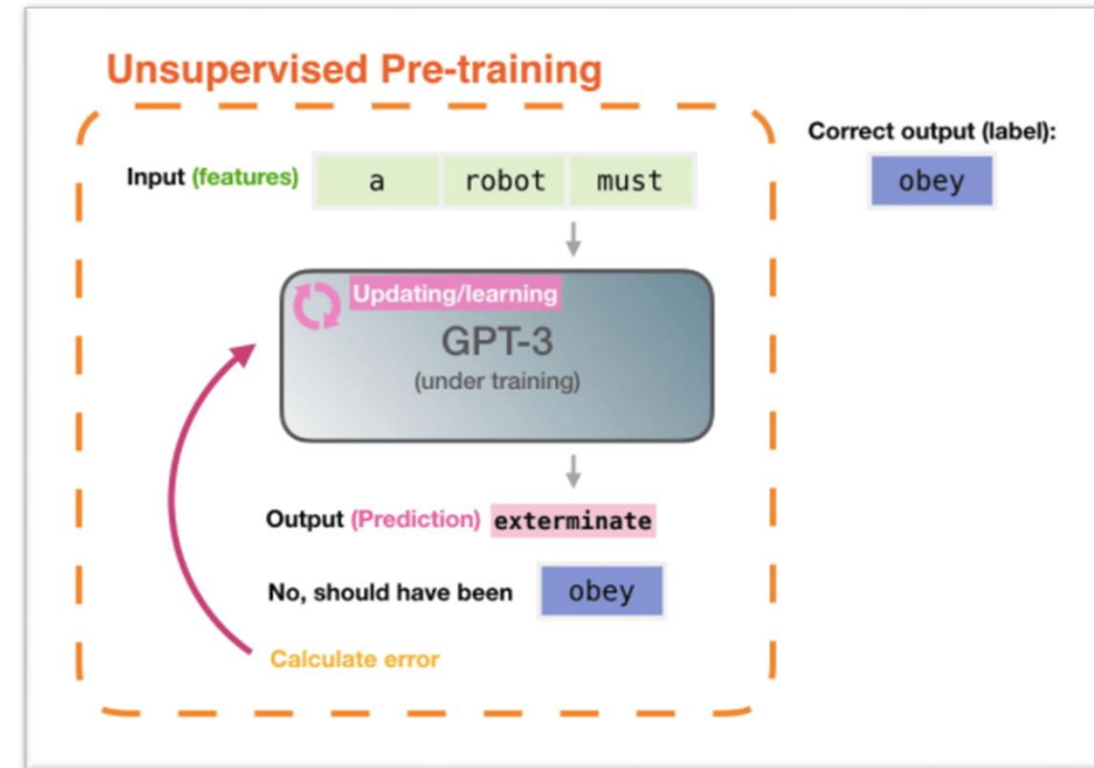 Unsupervised Pre-training
Correct output (label):
Input (features) a robot must
obey
Updating/learning
GPT-3
(under training)
Output (Prediction) exterminate
No, should have been obey
Calculate error